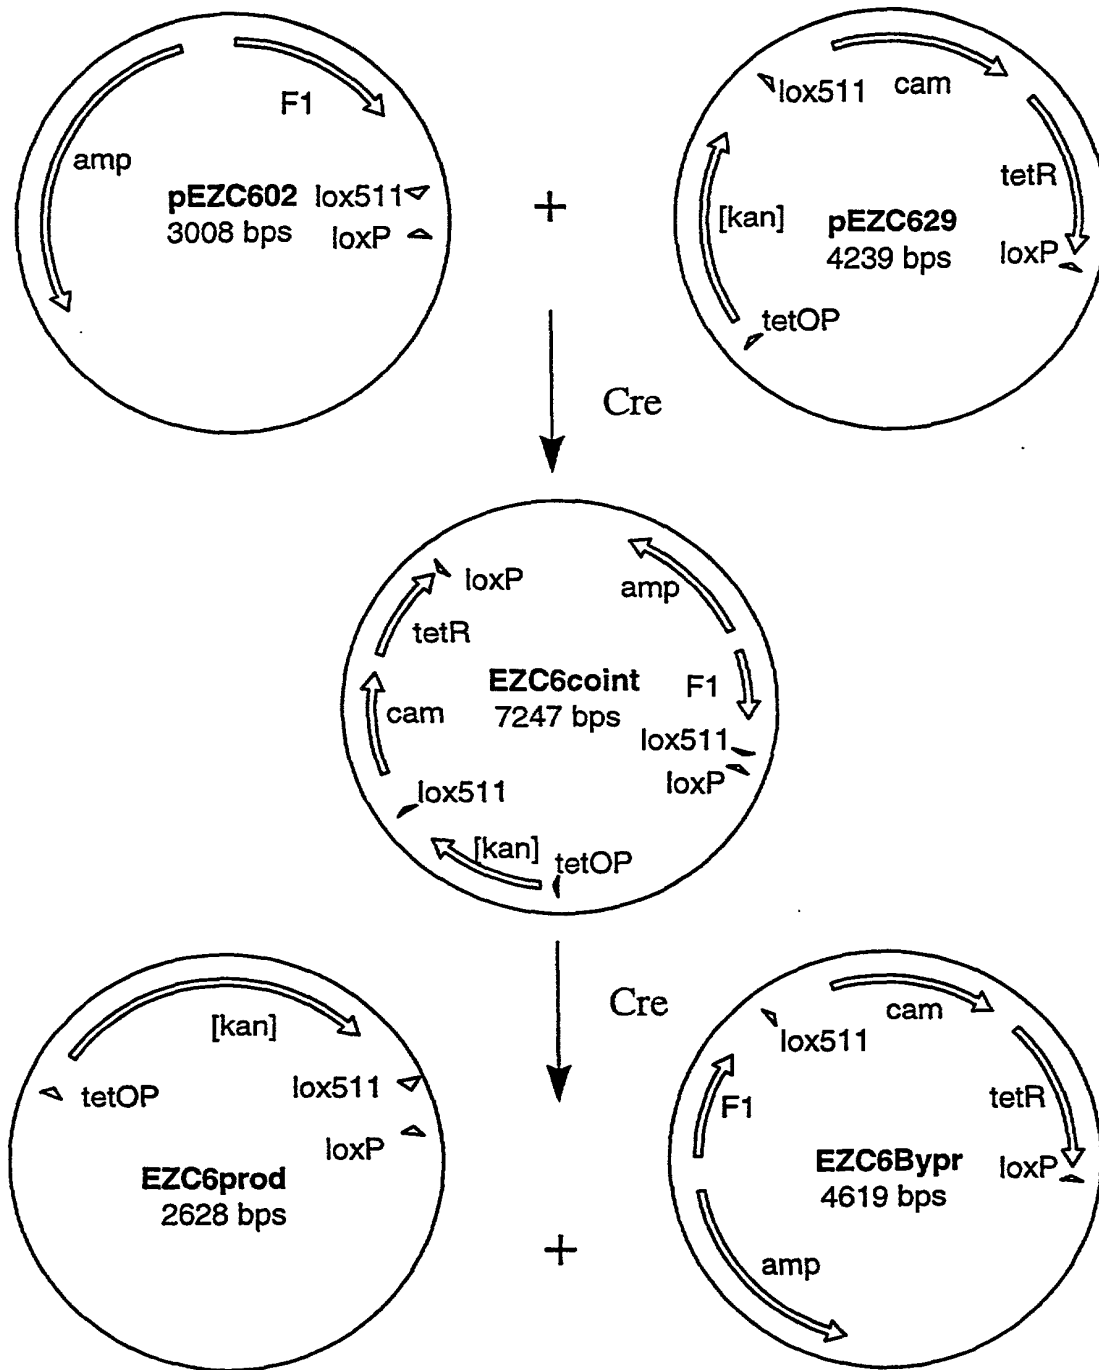 F1
amp
pEZC602
3008 bps
lox511
loxP
+
lox511
cam
tetR
[kan]
pEZC629
4239 bps
loxP
tetOP
Cre
loxP
amp
tetR
EZC6coint
7247 bps
F1
cam
lox511
loxP
lox511
[kan]
tetOP
Cre
[kan]
tetOP
lox511
loxP
EZC6prod
2628 bps
+
lox511
cam
F1
tetR
EZC6Bypr
4619 bps
loxP
amp